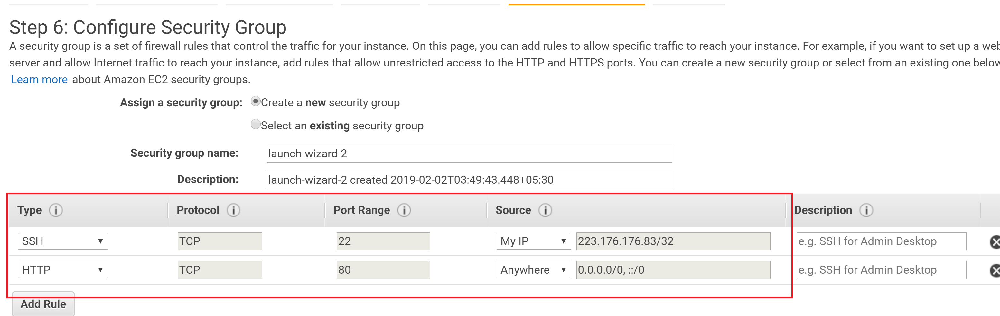 Step 6: Configure Security Group
A security group is a set of firewall rules that control the traffic for your instance. On this page, you can add rules to allow specific traffic to reach your instance. For example, if you want to set up a web
server and allow Internet traffic to reach your instance, add rules that allow unrestricted access to the HTTP and HTTPS ports. You can create a new security group or select from an existing one below
Learn more about Amazon EC2 security groups.
Assign a security group: Create a new security group
Select an existing security group
Security group name: launch-wizard-2
Description: launch-wizard-2 created 2019-02-02T03:49:43.448+05:30
Type Protocol Port Range Source Description
SSH TCP 22 My IP 223.176.176.83/32 e.g. SSH for Admin Desktop
HTTP TCP 80 Anywhere 0.0.0.0/0, ::/0 e.g. SSH for Admin Desktop
Add Rule